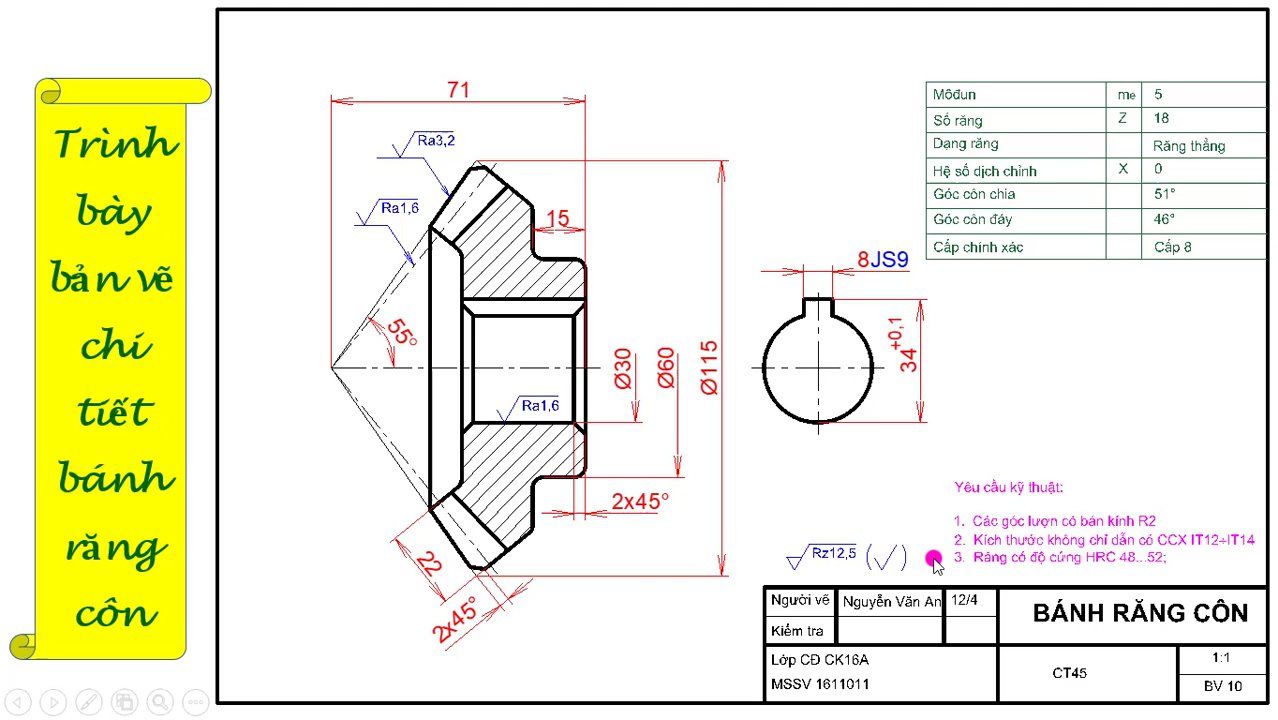 Trình
bày
bản vẽ
chi
tiết
bánh
răng
côn
71
Ra3,2
Ra1,6
15
55°
Ra1,6
Ø30
Ø60
Ø115
2x45°
22
2x45°
8JS9
34 +0,1
Môđun me 5
Số răng Z 18
Dạng răng Răng thẳng
Hệ số dịch chỉnh X 0
Góc côn chia 51°
Góc côn đáy 46°
Cấp chính xác Cấp 8
Yêu cầu kỹ thuật:
1. Các góc lượn có bán kính R2
2. Kích thước không chỉ dẫn có CCX IT12÷IT14
3. Răng có độ cứng HRC 48...52;
Rz12,5 ( )
Người vẽ Nguyễn Văn An 12/4
Kiểm tra
BÁNH RĂNG CÔN
Lớp CĐ CK16A
MSSV 1611011
CT45
1:1
BV 10